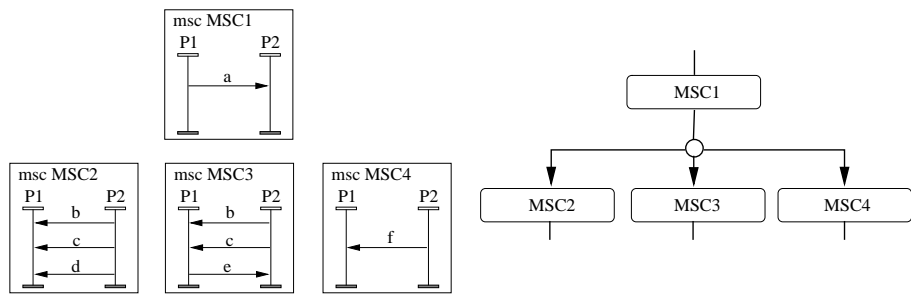 msc MSC1
P1 P2
a
MSC1
msc MSC2
P1 P2
b
c
d
msc MSC3
P1 P2
b
c
e
msc MSC4
P1 P2
f
MSC2 MSC3 MSC4